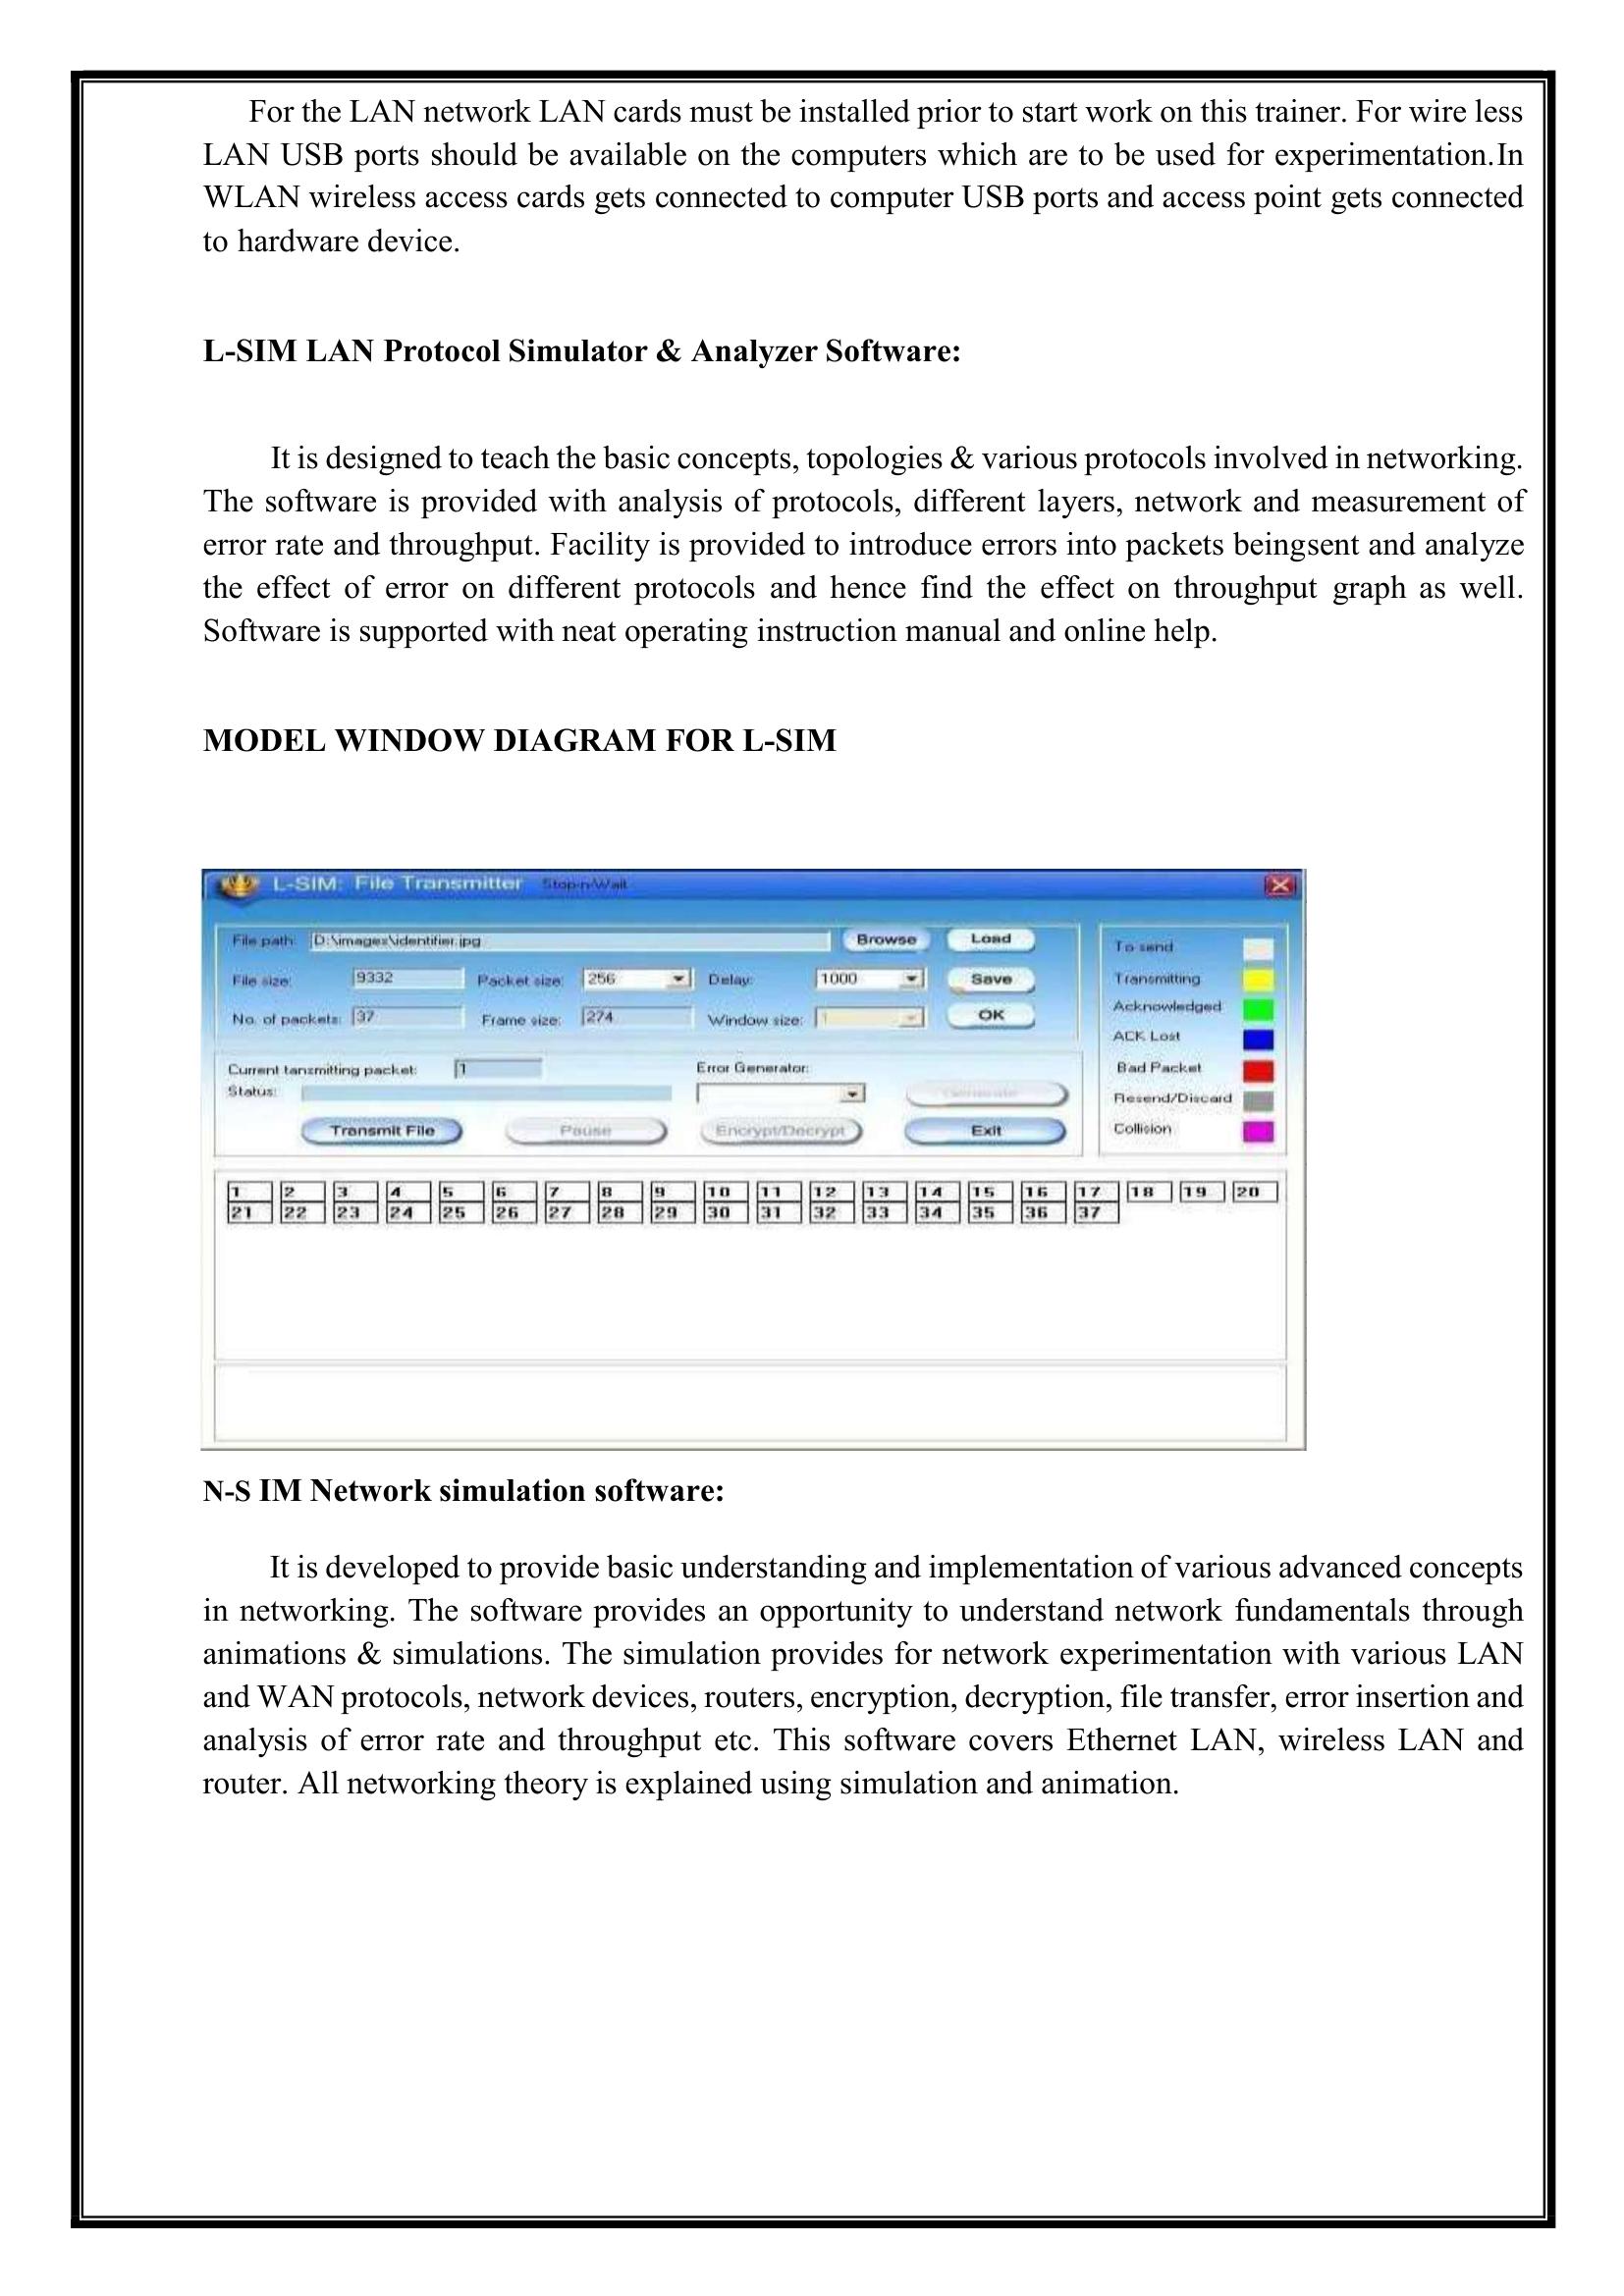 For the LAN network LAN cards must be installed prior to start work on this trainer. For wire less
LAN USB ports should be available on the computers which are to be used for experimentation.In
WLAN wireless access cards gets connected to computer USB ports and access point gets connected
to hardware device.
L-SIM LAN Protocol Simulator & Analyzer Software:
It is designed to teach the basic concepts, topologies & various protocols involved in networking.
The software is provided with analysis of protocols, different layers, network and measurement of
error rate and throughput. Facility is provided to introduce errors into packets beingsent and analyze
the effect of error on different protocols and hence find the effect on throughput graph as well.
Software is supported with neat operating instruction manual and online help.
MODEL WINDOW DIAGRAM FOR L-SIM
L-SIM: File Transmitter Stop-n-Wait
File path: D:\images\identifier.jpg Browse Load
File size: 9332 Packet size: 256 Delay: 1000 Save
No. of packets: 37 Frame size: 274 Window size: 1 OK
Current tansmitting packet: 1 Error Generator:
Status:
Transmit File Pause Encrypt/Decrypt Exit
To send
Transmitting
Acknowledged
ACK Lost
Bad Packet
Resend/Discard
Collision
1 2 3 4 5 6 7 8 9 10 11 12 13 14 15 16 17 18 19 20
21 22 23 24 25 26 27 28 29 30 31 32 33 34 35 36 37
N-S IM Network simulation software:
It is developed to provide basic understanding and implementation of various advanced concepts
in networking. The software provides an opportunity to understand network fundamentals through
animations & simulations. The simulation provides for network experimentation with various LAN
and WAN protocols, network devices, routers, encryption, decryption, file transfer, error insertion and
analysis of error rate and throughput etc. This software covers Ethernet LAN, wireless LAN and
router. All networking theory is explained using simulation and animation.